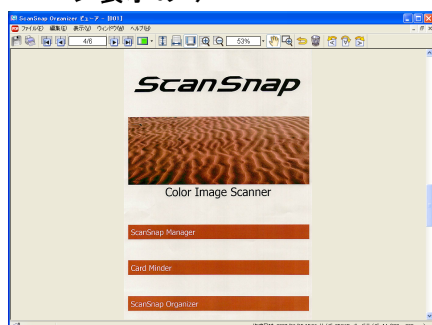 ScanSnap Organizer ビューア - [001]
ファイル(F) 編集(E) 表示(V) ウィンドウ(W) ヘルプ(H)
4/6
53%
ScanSnap
Color Image Scanner
ScanSnap Manager
Card Minder
ScanSnap Organizer